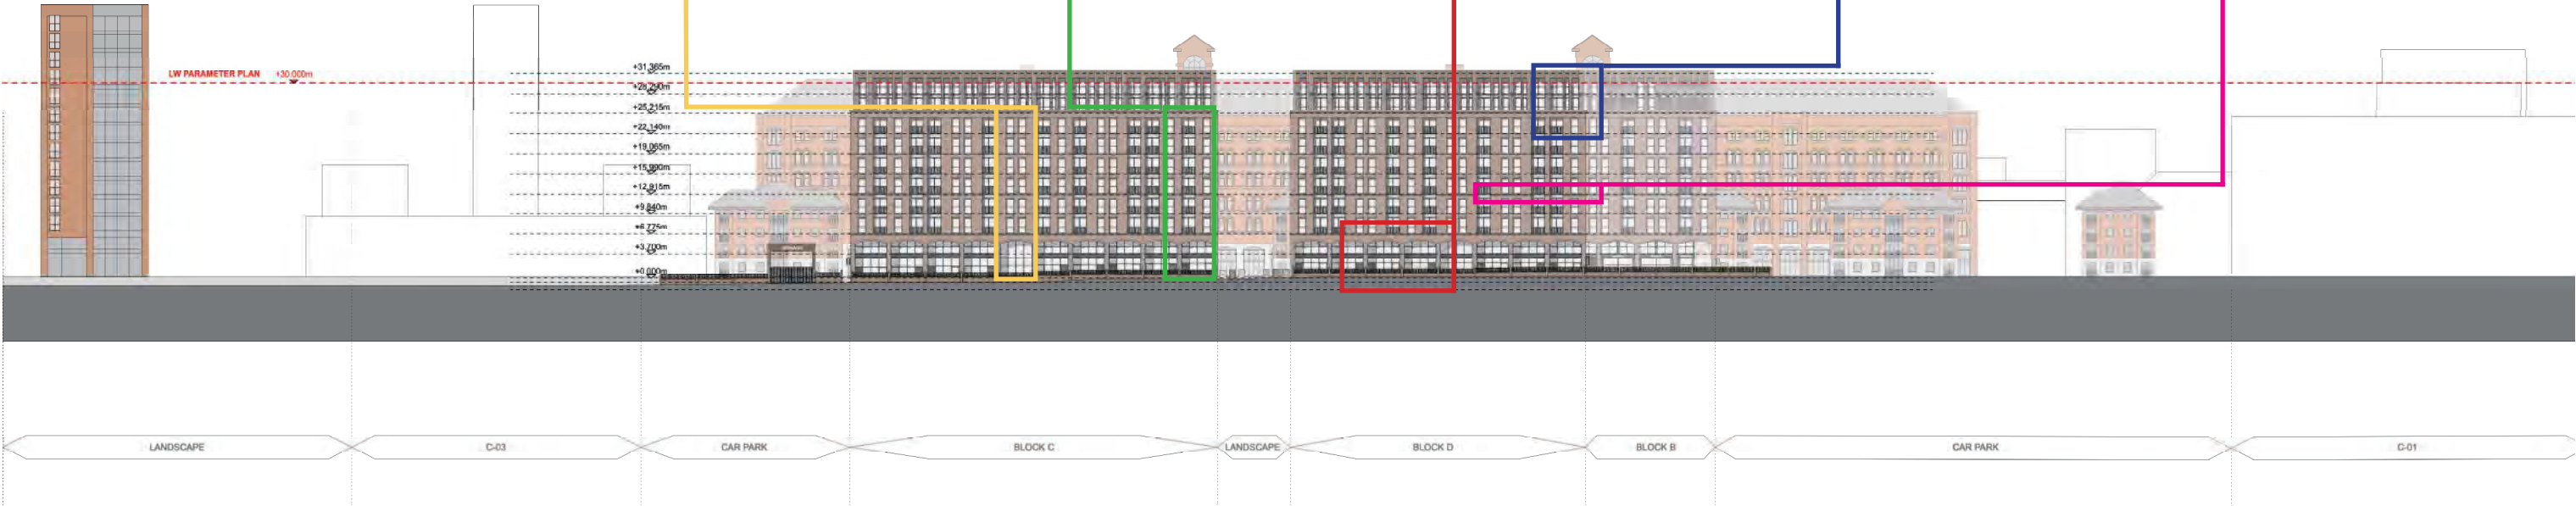 LW PARAMETER PLAN +30.000m
+31.365m
+28.290m
+25.215m
+22.140m
+19.065m
+15.990m
+12.915m
+9.840m
+6.775m
+3.700m
+0.000m
LANDSCAPE C-03 CAR PARK BLOCK C LANDSCAPE BLOCK D BLOCK B CAR PARK C-01